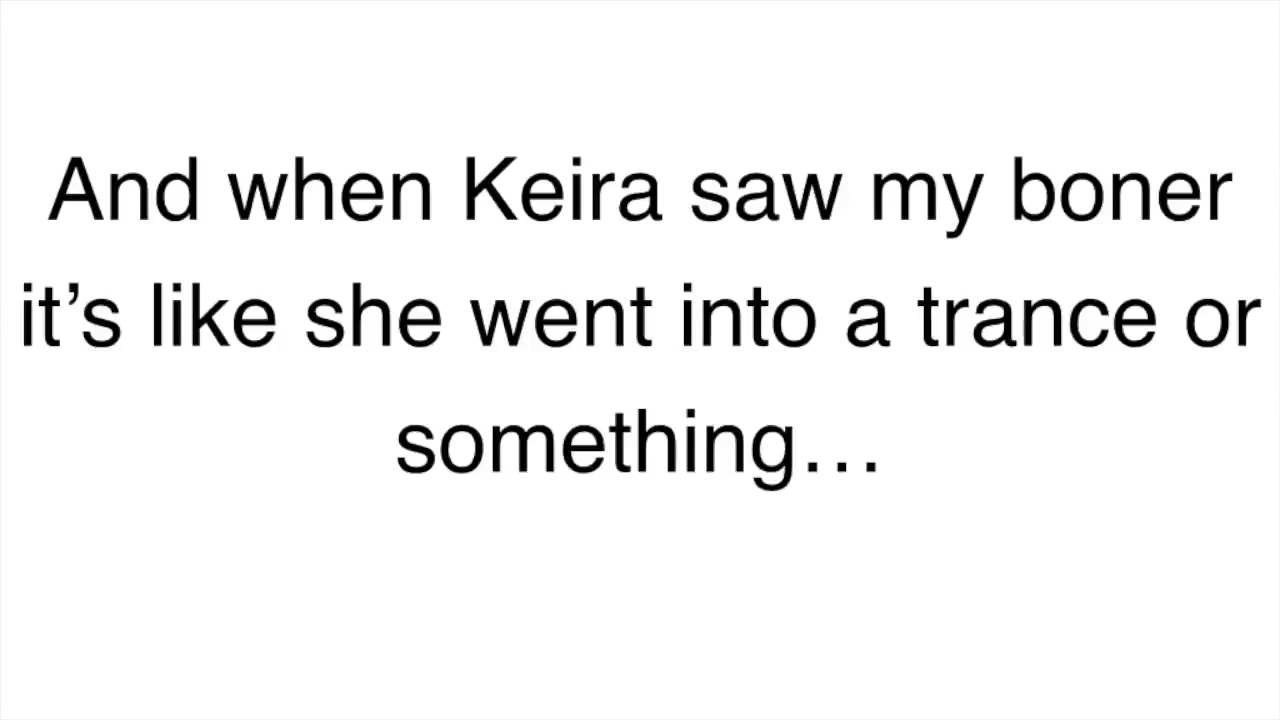 And when Keira saw my boner
it’s like she went into a trance or
something…